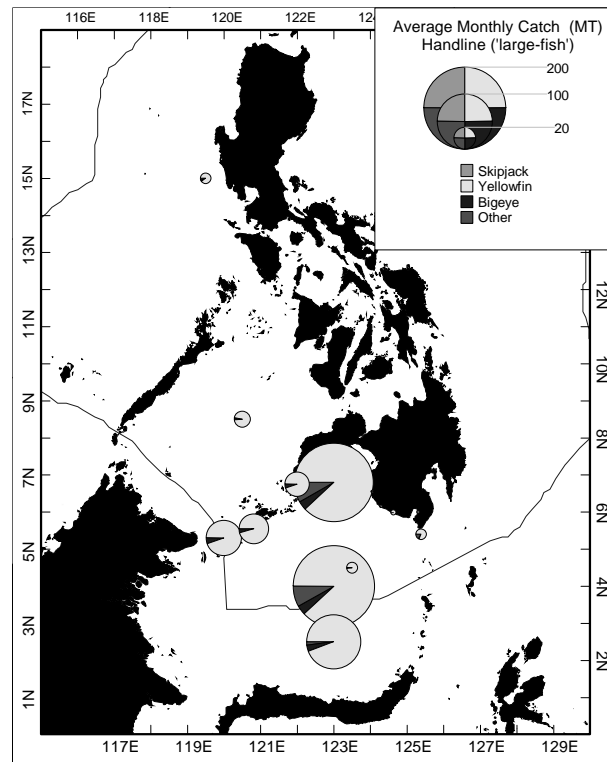 116E 118E 120E 122E 124
Average Monthly Catch (MT)
Handline ('large-fish')
200
100
20
Skipjack
Yellowfin
Bigeye
Other
17N
15N
13N
11N
9N
7N
5N
3N
1N
12N
10N
8N
6N
4N
2N
117E 119E 121E 123E 125E 127E 129E